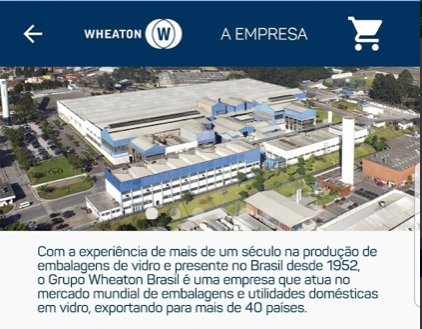 WHEATON W A EMPRESA
Com a experiência de mais de um século na produção de
embalagens de vidro e presente no Brasil desde 1952,
o Grupo Wheaton Brasil é uma empresa que atua no
mercado mundial de embalagens e utilidades domésticas
em vidro, exportando para mais de 40 países.